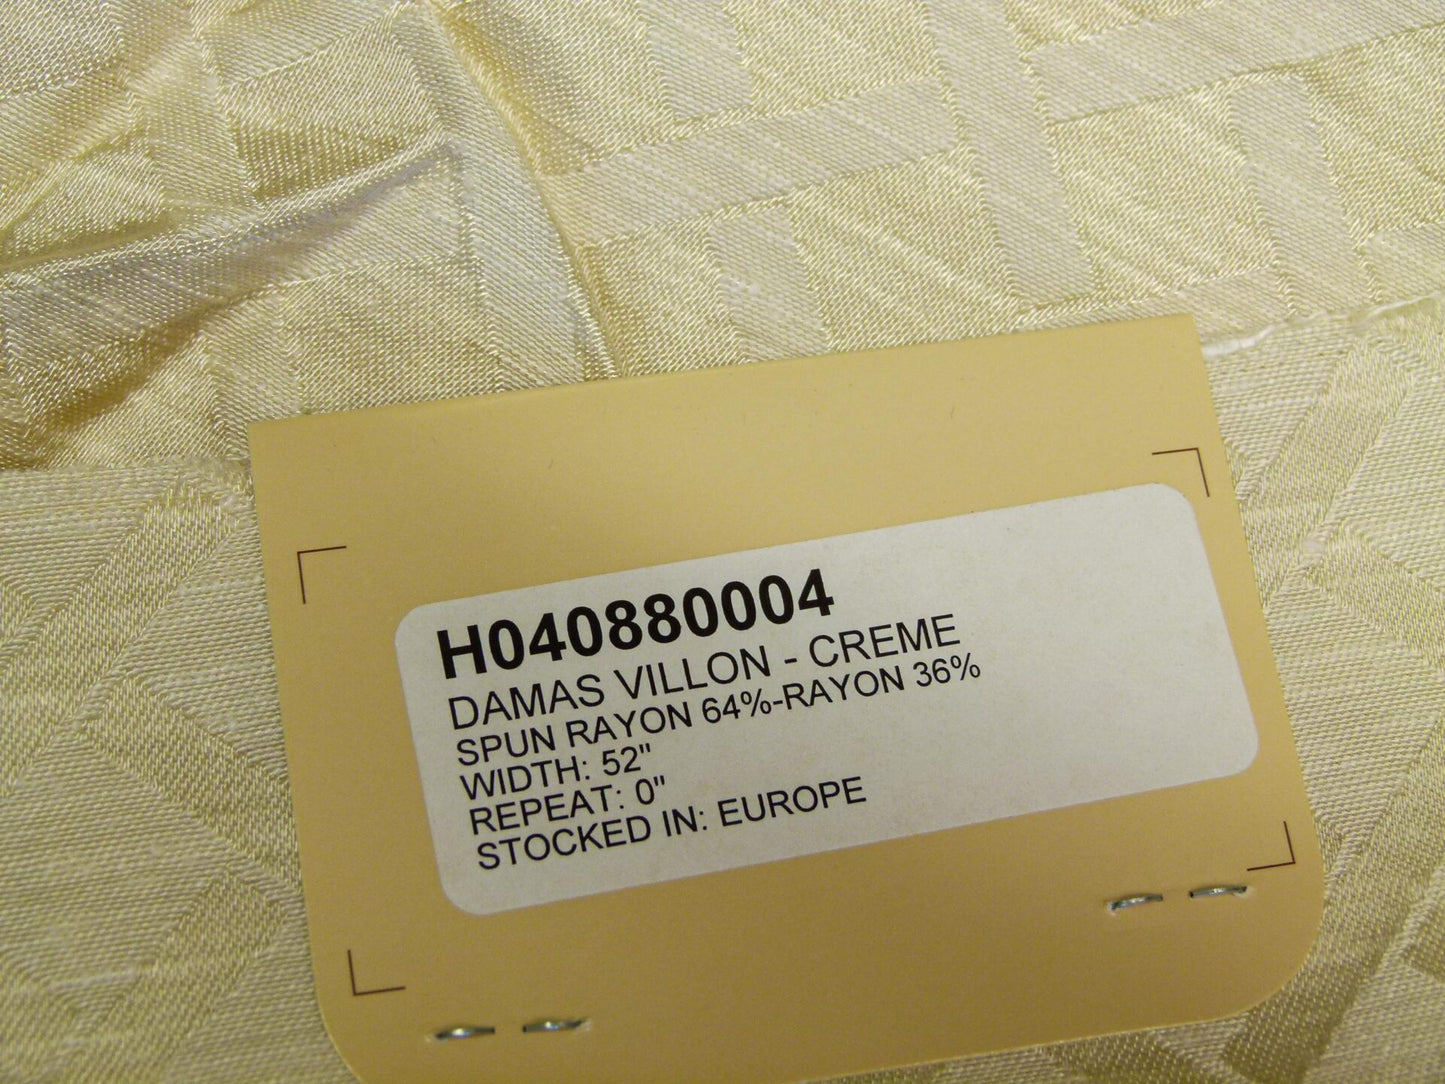 H040880004
DAMAS VILLON - CREME
SPUN RAYON 64%-RAYON 36%
WIDTH: 52"
REPEAT: 0"
STOCKED IN: EUROPE